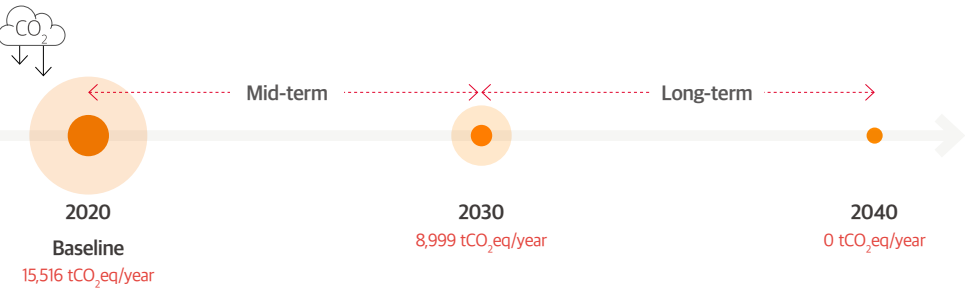 CO2
Mid-term
Long-term
2020
2030
2040
Baseline
8,999 tCO2eq/year
0 tCO2eq/year
15,516 tCO2eq/year